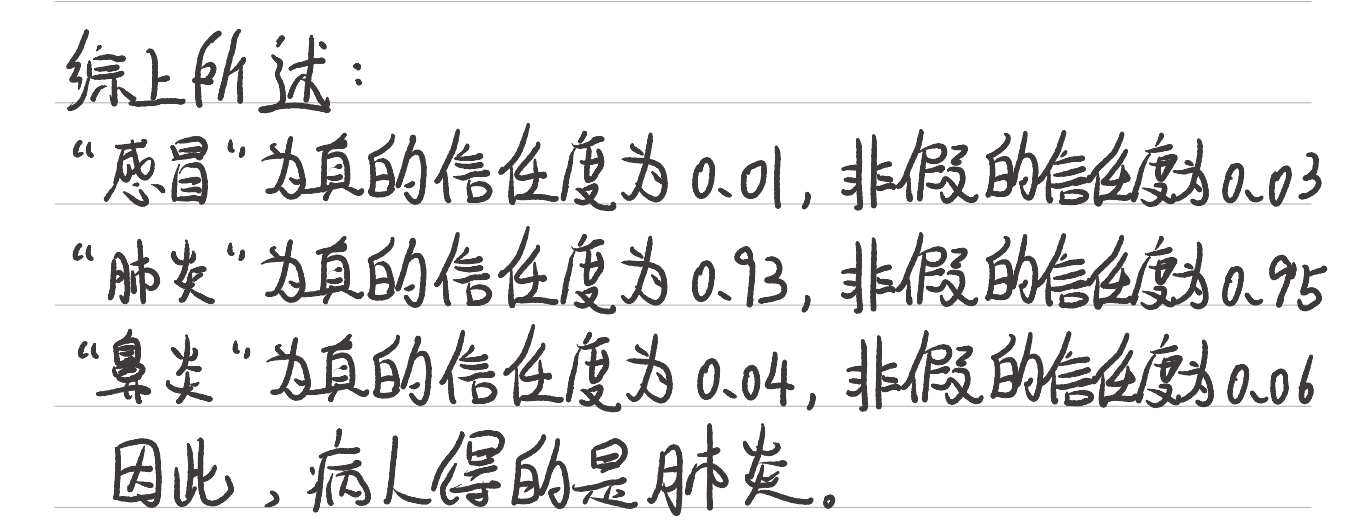 综上所述：
“感冒“为真的信任度为 0.01，非假的信任度为0.03
“肺炎“为真的信任度为 0.93，非假的信任度为0.95
“鼻炎“为真的信任度为 0.04，非假的信任度为0.06
因此，病人得的是肺炎。